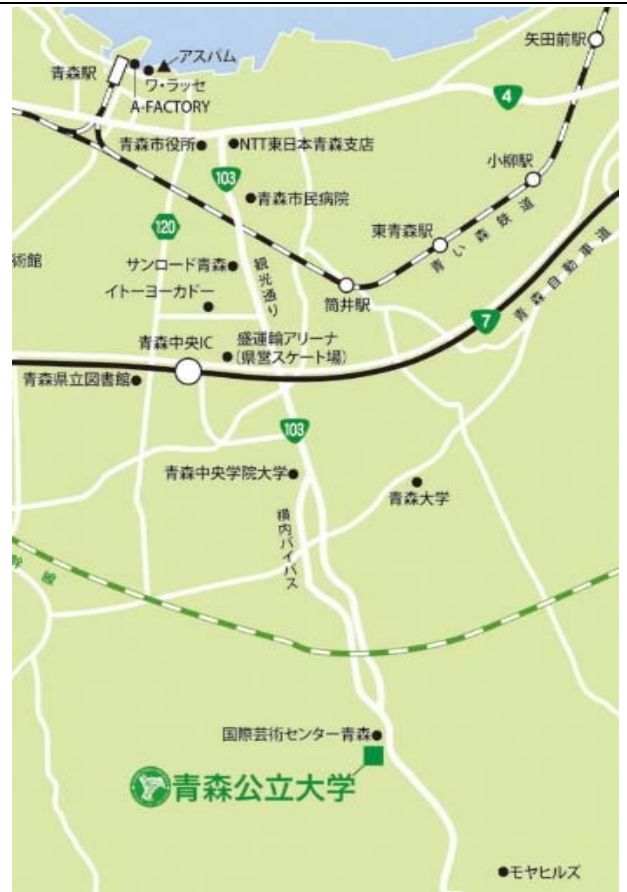 矢田前駅
アスパム
青森駅
ワ・ラッセ
A-FACTORY
4
青森市役所
NTT東日本青森支店
103
青森市民病院
小柳駅
120
東青森駅
青い森鉄道
術館
サンロード青森
観光通り
イトーヨーカドー
筒井駅
青森自動車道
7
青森中央IC
盛運輸アリーナ
(県営スケート場)
青森県立図書館
103
青森中央学院大学
青森大学
横内バイパス
幹線
国際芸術センター青森
青森公立大学
モヤヒルズ